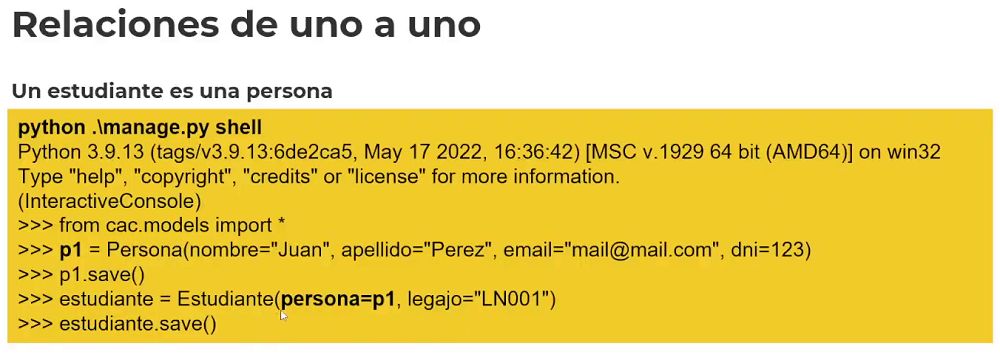 Relaciones de uno a uno
Un estudiante es una persona
python .\manage.py shell
Python 3.9.13 (tags/v3.9.13:6de2ca5, May 17 2022, 16:36:42) [MSC v.1929 64 bit (AMD64)] on win32
Type "help", "copyright", "credits" or "license" for more information.
(InteractiveConsole)
>>> from cac.models import *
>>> p1 = Persona(nombre="Juan", apellido="Perez", email="mail@mail.com", dni=123)
>>> p1.save()
>>> estudiante = Estudiante(persona=p1, legajo="LN001")
>>> estudiante.save()